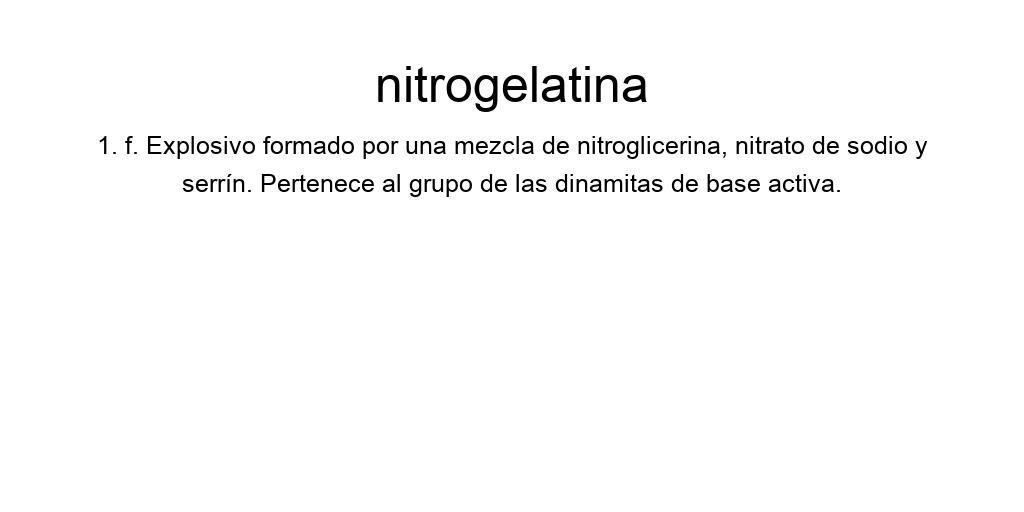 nitrogelatina
1. f. Explosivo formado por una mezcla de nitroglicerina, nitrato de sodio y
serrín. Pertenece al grupo de las dinamitas de base activa.